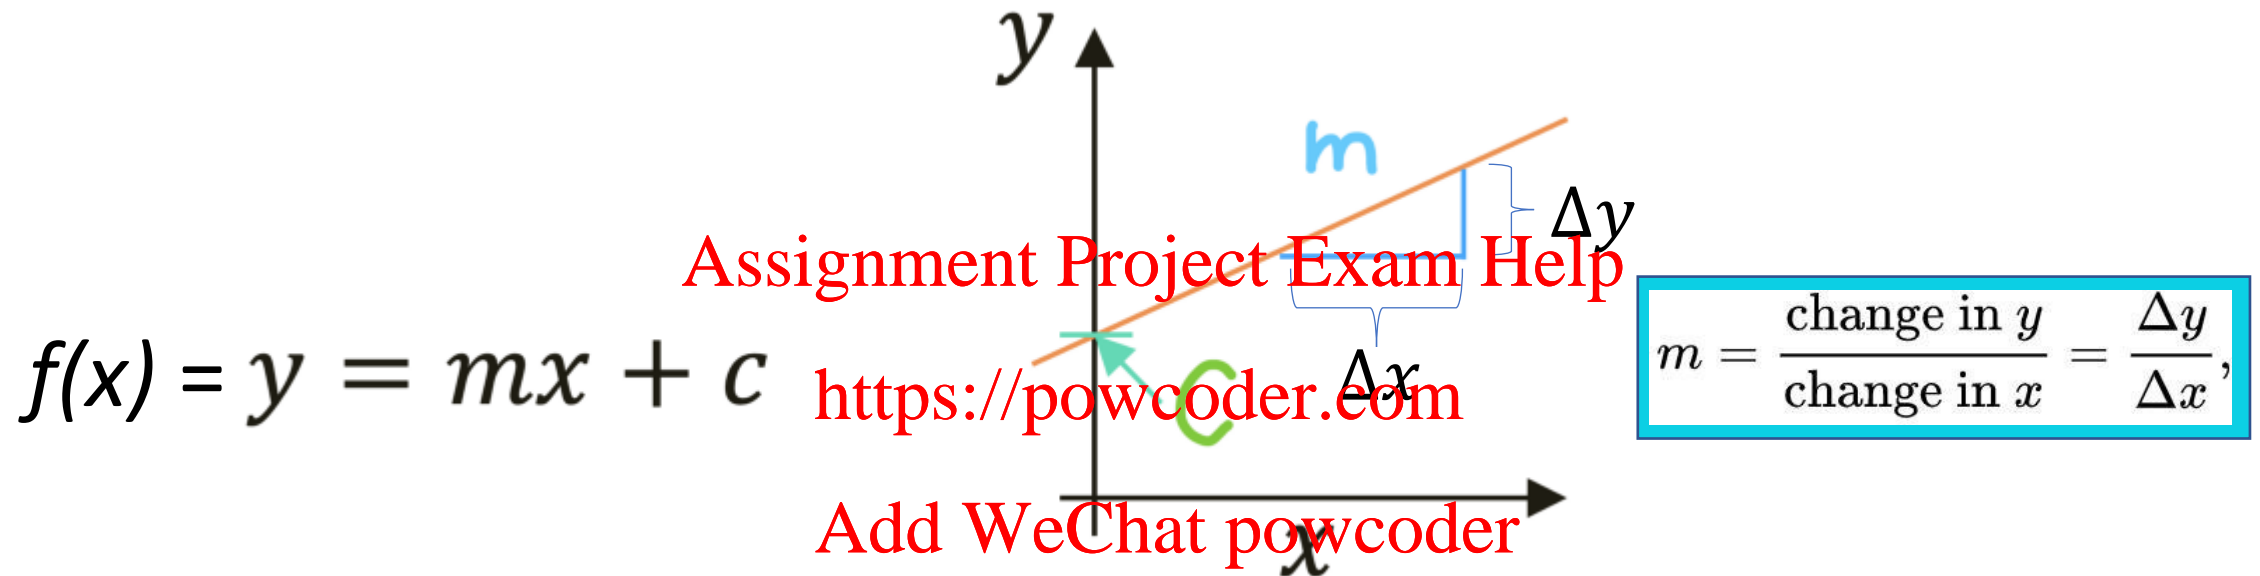 y
m
Δy
Assignment Project Exam Help
f(x) = y = mx + c
m = change in y / change in x = Δy / Δx ,
Δx
https://powcoder.com
C
Add WeChat powcoder
x